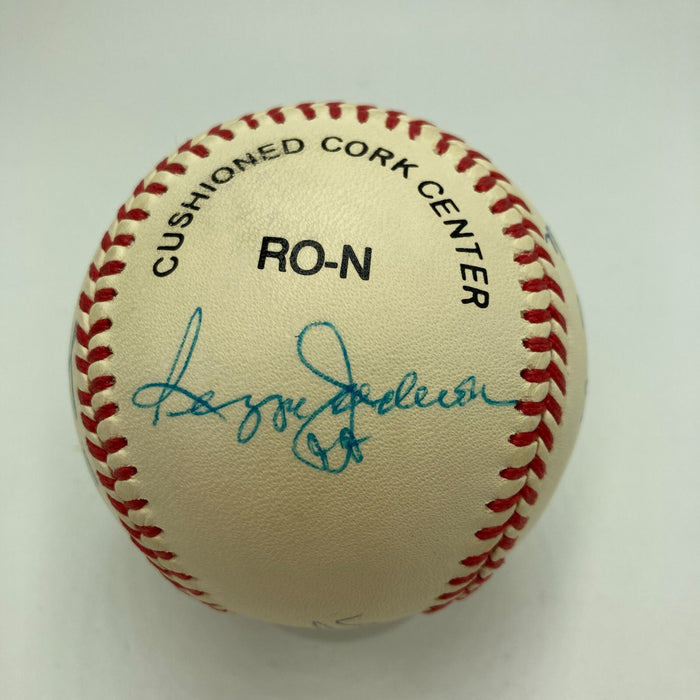 CUSHIONED CORK CENTER
RO-N
Reggie Jackson
44